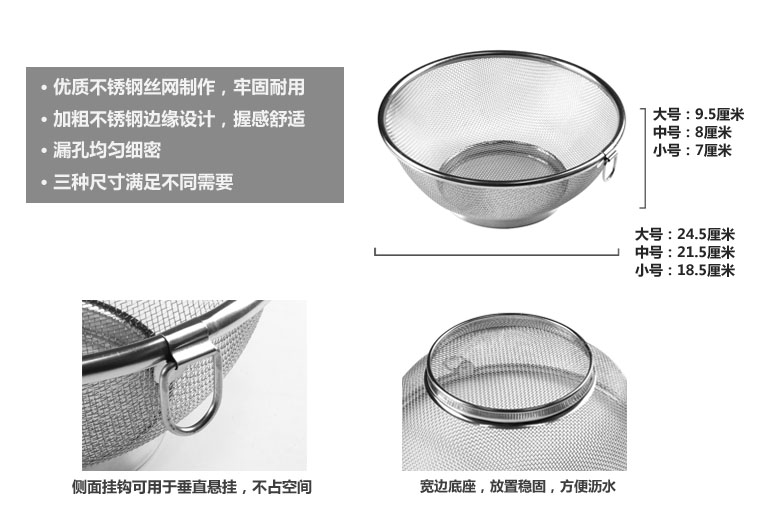 • 优质不锈钢丝网制作，牢固耐用
• 加粗不锈钢边缘设计，握感舒适
• 漏孔均匀细密
• 三种尺寸满足不同需要
大号：9.5厘米
中号：8厘米
小号：7厘米
大号：24.5厘米
中号：21.5厘米
小号：18.5厘米
侧面挂钩可用于垂直悬挂，不占空间
宽边底座，放置稳固，方便沥水